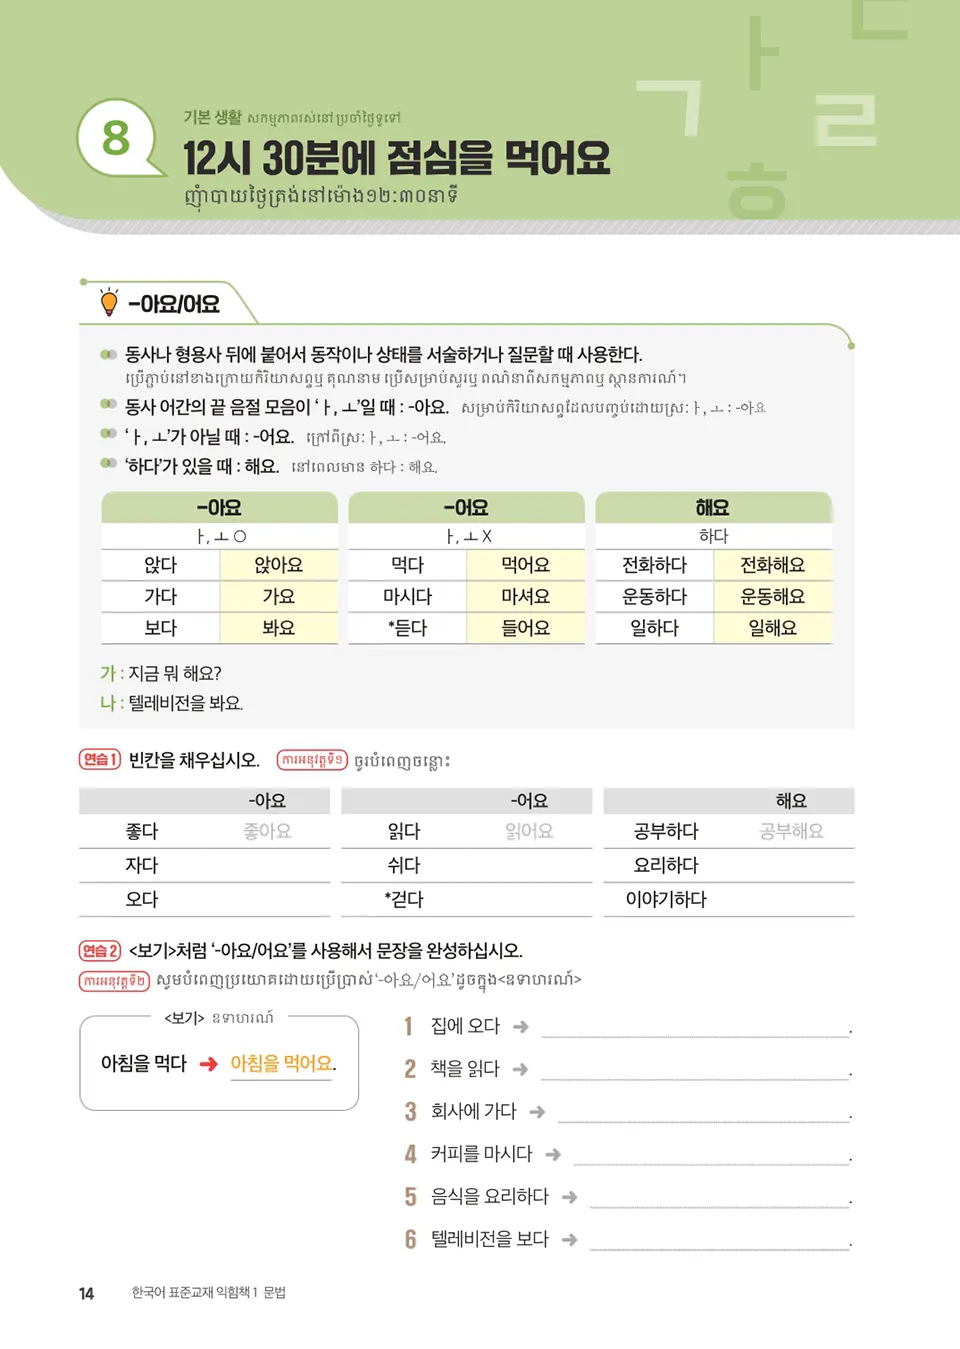 8
기본 생활 សកម្មភាពរស់នៅប្រចាំថ្ងៃទូទៅ
12시 30분에 점심을 먹어요
ញ៉ាំបាយថ្ងៃត្រង់នៅម៉ោង១២:៣០នាទី
ㄱ ㅏ ㄷ ㄹ ㅎ
-아요/어요
동사나 형용사 뒤에 붙어서 동작이나 상태를 서술하거나 질문할 때 사용한다.
ប្រើភ្ជាប់នៅខាងក្រោយកិរិយាសព្ទឬ គុណនាម ប្រើសម្រាប់សួរឬ ពណ៌នាពីសកម្មភាពឬ ស្ថានការណ៍។
동사 어간의 끝 음절 모음이 ‘ㅏ, ㅗ’일 때 : -아요. សម្រាប់កិរិយាសព្ទដែលបញ្ចប់ដោយស្រៈ ㅏ, ㅗ : -아요
‘ㅏ, ㅗ’가 아닐 때 : -어요. ក្រៅពីស្រៈ ㅏ, ㅗ : -어요.
‘하다’가 있을 때 : 해요. នៅពេលមាន 하다 : 해요.
-아요 -어요 해요
ㅏ, ㅗ O ㅏ, ㅗ X 하다
앉다 앉아요 먹다 먹어요 전화하다 전화해요
가다 가요 마시다 마셔요 운동하다 운동해요
보다 봐요 *듣다 들어요 일하다 일해요
가 : 지금 뭐 해요?
나 : 텔레비전을 봐요.
연습 1 빈칸을 채우십시오. ការអនុវត្តទី១ ចូរបំពេញចន្លោះ
-아요 -어요 해요
좋다 좋아요 읽다 읽어요 공부하다 공부해요
자다 쉬다 요리하다
오다 *걷다 이야기하다
연습 2 <보기>처럼 ‘-아요/어요’를 사용해서 문장을 완성하십시오.
ការអនុវត្តទី២ សូមបំពេញប្រយោគដោយប្រើប្រាស់ ‘-아요/어요’ ដូចក្នុង<ឧទាហរណ៍>
<보기> ឧទាហរណ៍
아침을 먹다 ➜ 아침을 먹어요.
1 집에 오다 ➜ .
2 책을 읽다 ➜ .
3 회사에 가다 ➜ .
4 커피를 마시다 ➜ .
5 음식을 요리하다 ➜ .
6 텔레비전을 보다 ➜ .
14 한국어 표준교재 익힘책 1 문법